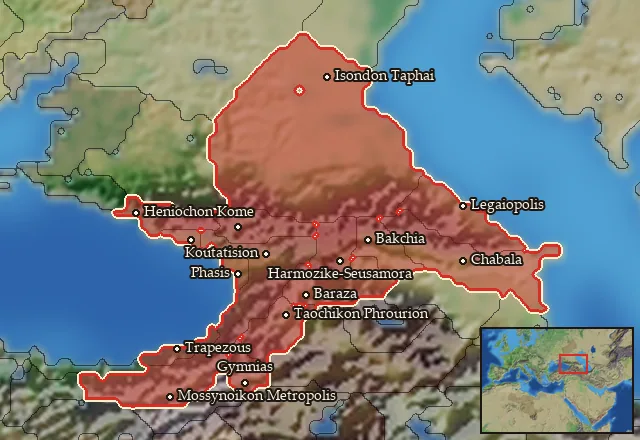 Isondon Taphai
Legaiopolis
Heniochon Kome
Bakchia
Koutatision
Chabala
Phasis
Harmozike-Seusamora
Baraza
Taochikon Phrourion
Trapezous
Gymnias
Mossynoikon Metropolis